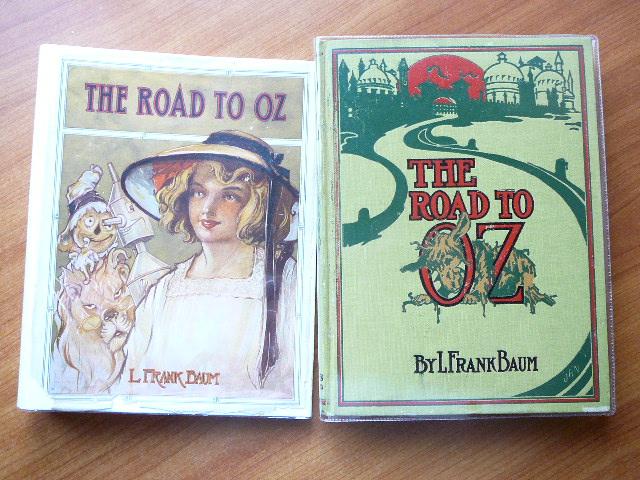 THE ROAD TO OZ
L. FRANK BAUM
THE
ROAD TO
OZ
BY L. FRANK BAUM